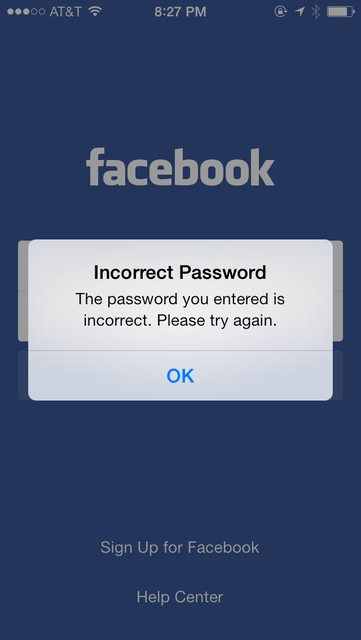 AT&T 8:27 PM
facebook
Incorrect Password
The password you entered is
incorrect. Please try again.
OK
Sign Up for Facebook
Help Center